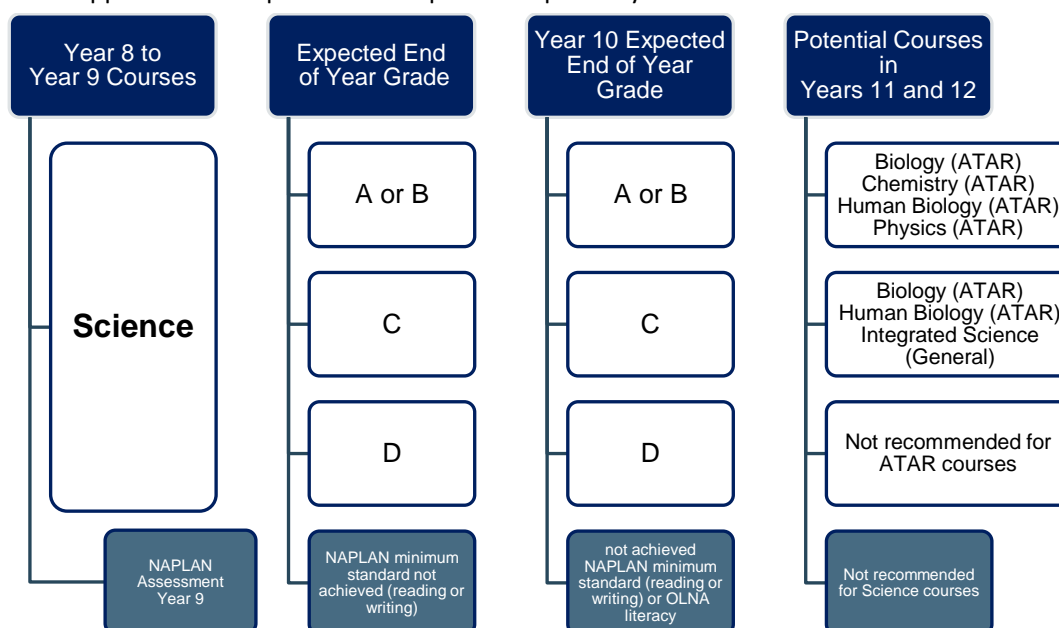 Year 8 to
Year 9 Courses
Science
NAPLAN
Assessment
Year 9
Expected End
of Year Grade
A or B
C
D
NAPLAN minimum
standard not
achieved (reading or
writing)
Year 10 Expected
End of Year
Grade
A or B
C
D
not achieved
NAPLAN minimum
standard (reading or
writing) or OLNA
literacy
Potential Courses
in
Years 11 and 12
Biology (ATAR)
Chemistry (ATAR)
Human Biology (ATAR)
Physics (ATAR)
Biology (ATAR)
Human Biology (ATAR)
Integrated Science
(General)
Not recommended for
ATAR courses
Not recommended
for Science courses